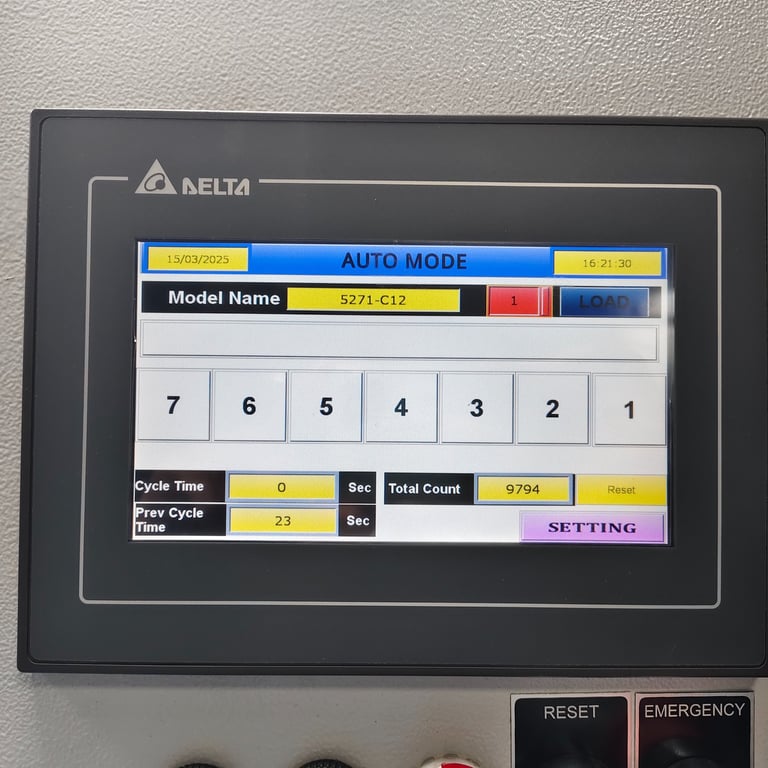 DELTA
15/03/2025 AUTO MODE 16:21:30
Model Name 5271-C12 1 LOAD
7 6 5 4 3 2 1
Cycle Time 0 Sec Total Count 9794 Reset
Prev Cycle
Time 23 Sec
SETTING
RESET EMERGENCY